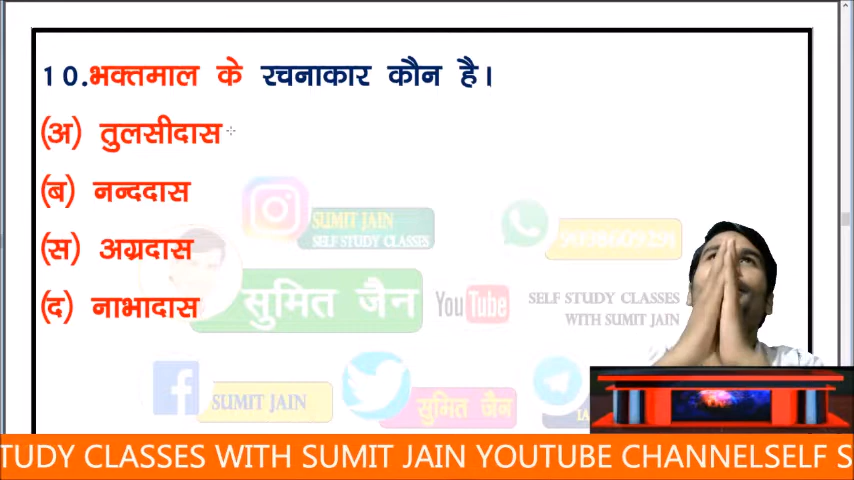 10.भक्तमाल के रचनाकार कौन है।
(अ) तुलसीदास
(ब) नन्ददास
(स) अग्रदास
(द) नाभादास
SUMIT JAIN
SELF STUDY CLASSES
सुमित जैन
YouTube
SELF STUDY CLASSES
WITH SUMIT JAIN
SUMIT JAIN
सुमित जैन
TUDY CLASSES WITH SUMIT JAIN YOUTUBE CHANNELSELF S